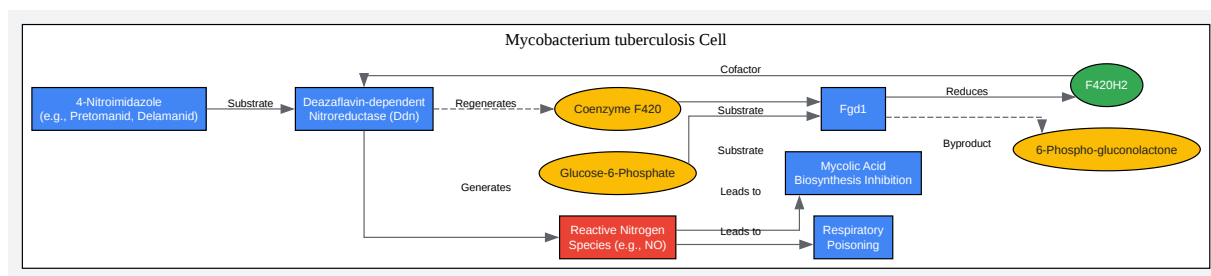 Mycobacterium tuberculosis Cell
Cofactor
F420H2
4-Nitroimidazole
(e.g., Pretomanid, Delamanid)
Substrate
Deazaflavin-dependent
Nitroreductase (Ddn)
Regenerates
Coenzyme F420
Substrate
Fgd1
Reduces
Byproduct
6-Phospho-gluconolactone
Glucose-6-Phosphate
Substrate
Mycolic Acid
Biosynthesis Inhibition
Generates
Leads to
Reactive Nitrogen
Species (e.g., NO)
Leads to
Respiratory
Poisoning